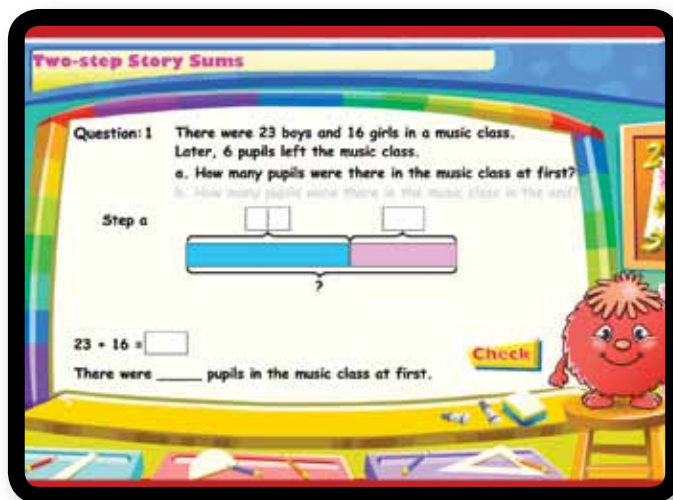 Two-step Story Sums
Question: 1 There were 23 boys and 16 girls in a music class.
Later, 6 pupils left the music class.
a. How many pupils were there in the music class at first?
b. How many pupils were there in the music class in the end?
Step a
?
23 + 16 =
There were _____ pupils in the music class at first.
Check
2
5